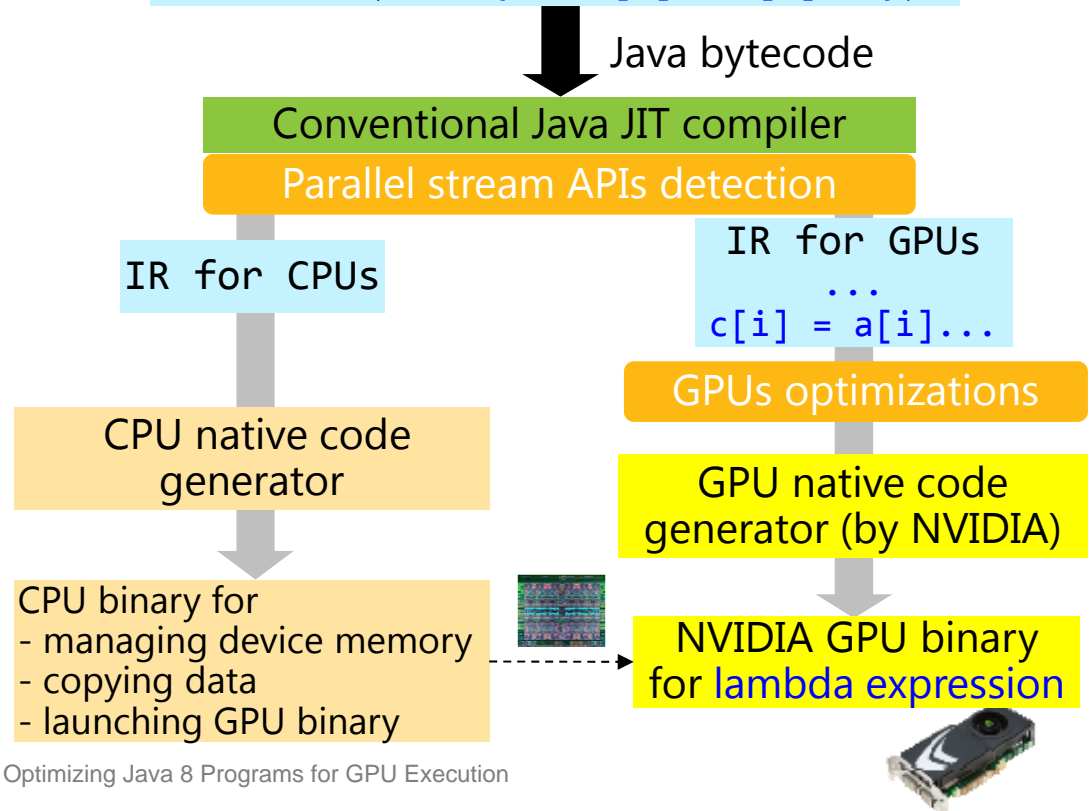 Java bytecode
Conventional Java JIT compiler
Parallel stream APIs detection
IR for CPUs
IR for GPUs
...
c[i] = a[i]...
GPUs optimizations
CPU native code
generator
GPU native code
generator (by NVIDIA)
CPU binary for
- managing device memory
- copying data
- launching GPU binary
NVIDIA GPU binary
for lambda expression
Optimizing Java 8 Programs for GPU Execution